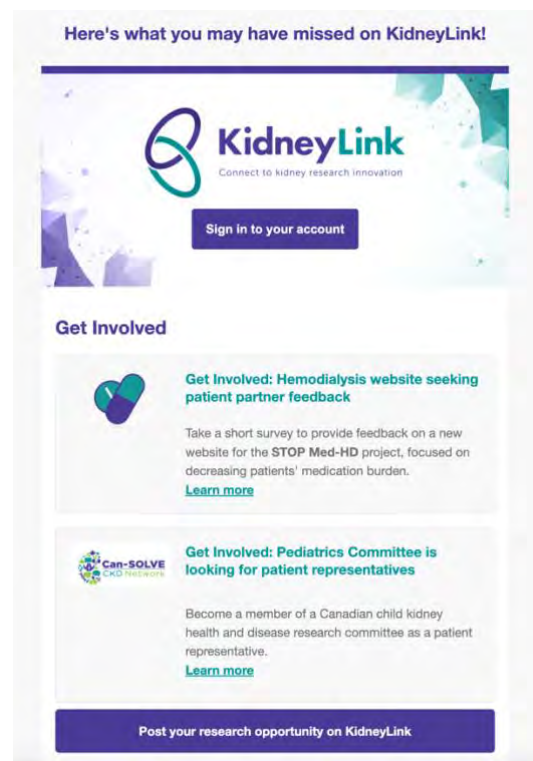 Here's what you may have missed on KidneyLink!
KidneyLink
Connect to kidney research innovation
Sign in to your account
Get Involved
Get Involved: Hemodialysis website seeking
patient partner feedback
Take a short survey to provide feedback on a new
website for the STOP Med-HD project, focused on
decreasing patients' medication burden.
Learn more
Can-SOLVE
CKD Network
Get Involved: Pediatrics Committee is
looking for patient representatives
Become a member of a Canadian child kidney
health and disease research committee as a patient
representative.
Learn more
Post your research opportunity on KidneyLink